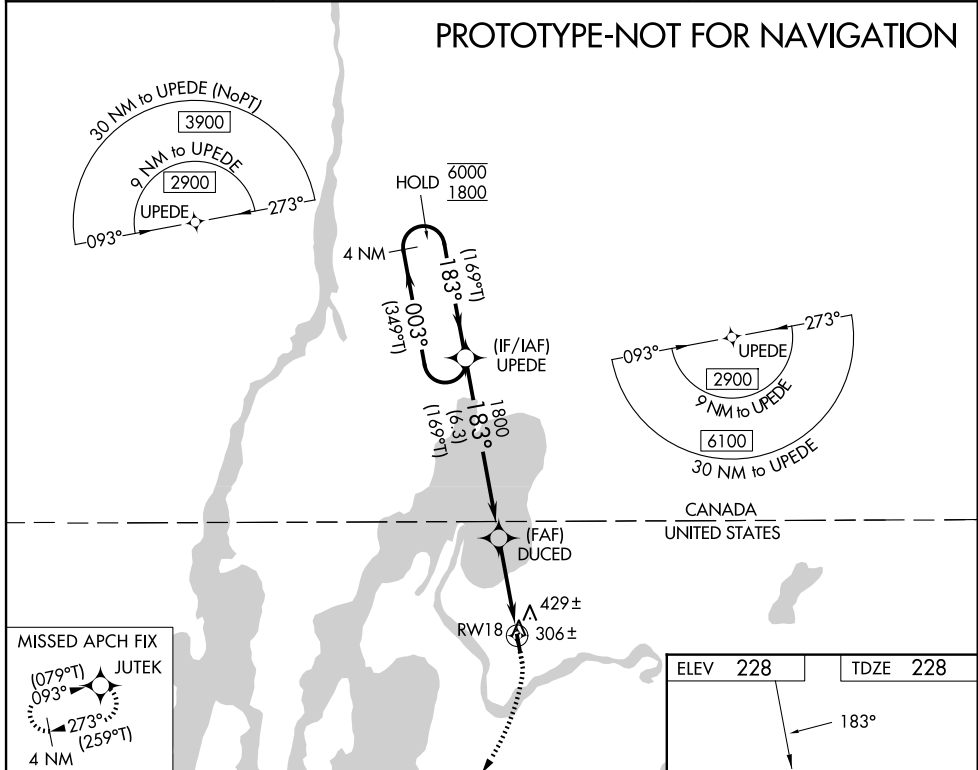 PROTOTYPE-NOT FOR NAVIGATION
30 NM to UPEDE (NoPT)
3900
9 NM to UPEDE
2900
UPEDE
093°
273°
HOLD
6000
1800
4 NM
183°
(169°T)
003°
(349°T)
(IF/IAF)
UPEDE
1800
183°
(6.3)
(169°T)
093°
273°
UPEDE
2900
9 NM to UPEDE
6100
30 NM to UPEDE
CANADA
UNITED STATES
(FAF)
DUCED
429±
RW18
306±
MISSED APCH FIX
JUTEK
(079°T)
093°
273°
(259°T)
4 NM
ELEV 228
TDZE 228
183°